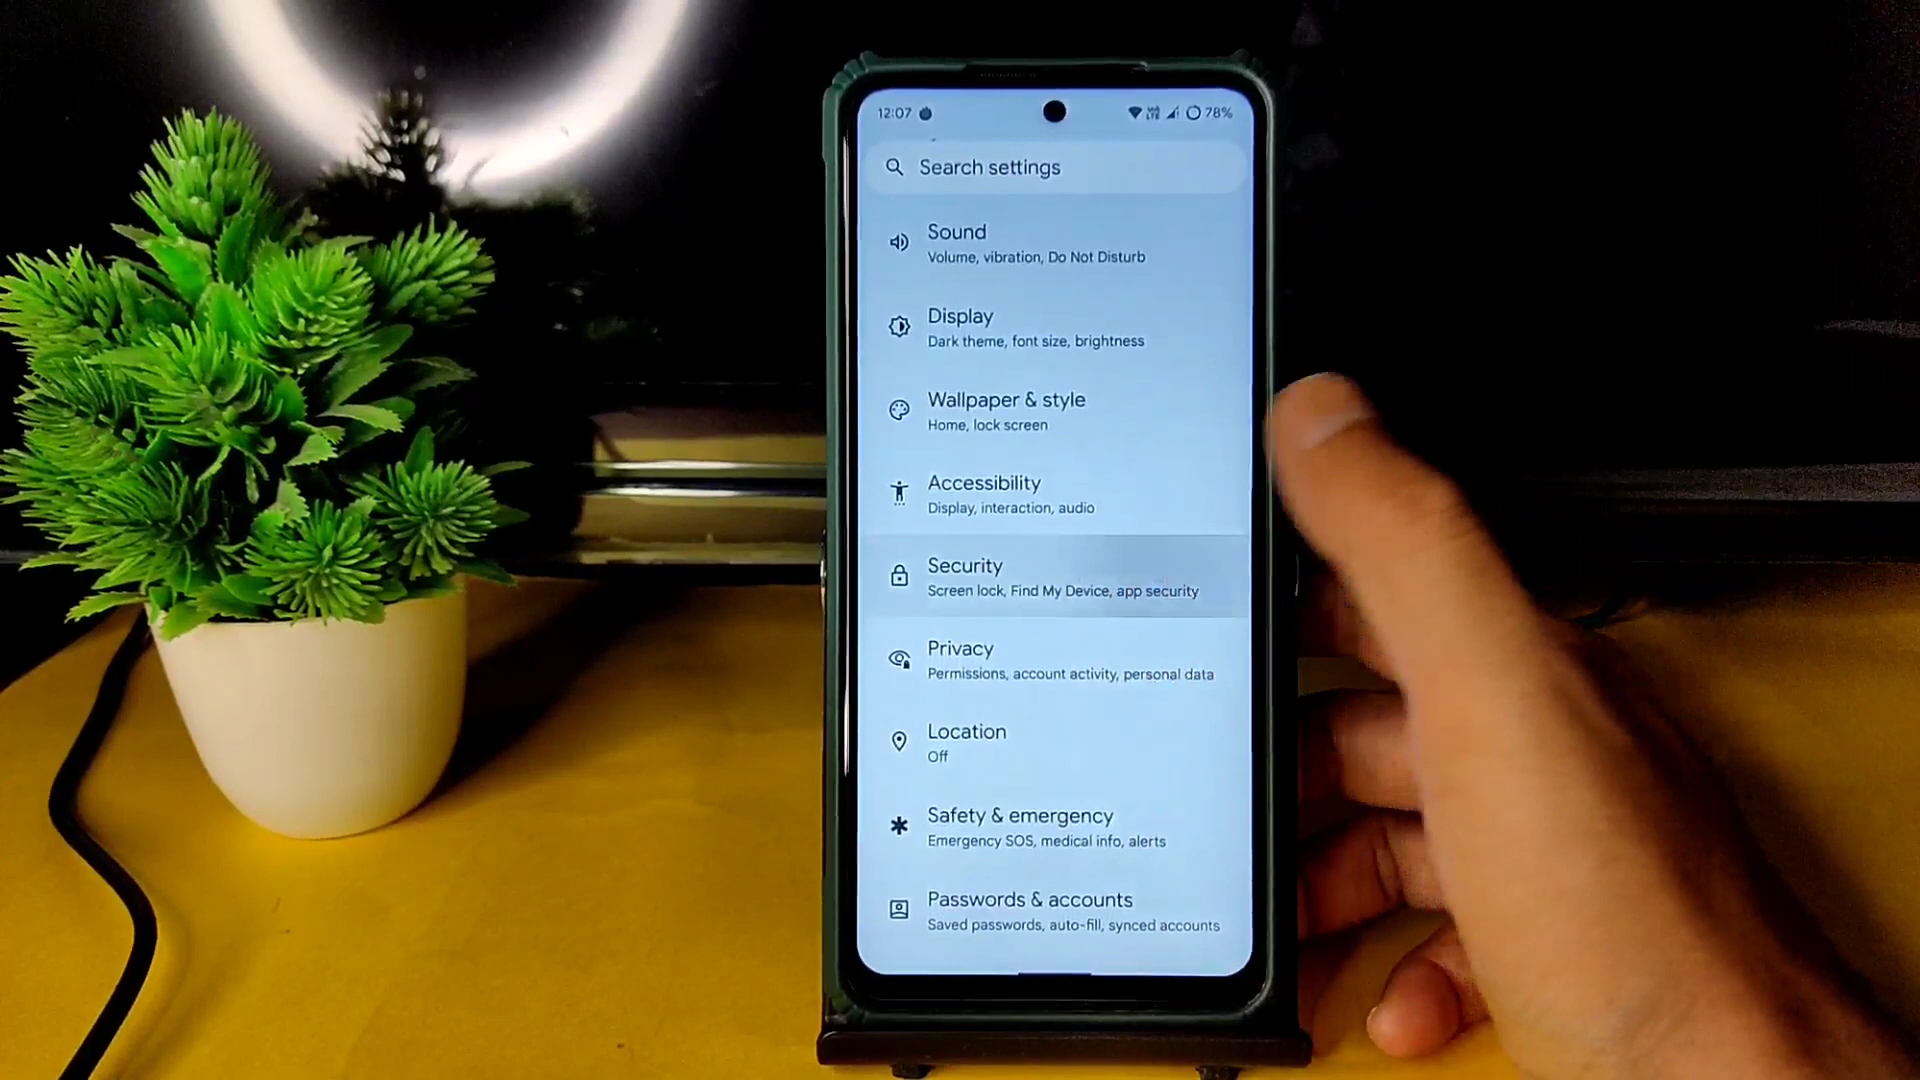 12:07 78%
Search settings
Sound
Volume, vibration, Do Not Disturb
Display
Dark theme, font size, brightness
Wallpaper & style
Home, lock screen
Accessibility
Display, interaction, audio
Security
Screen lock, Find My Device, app security
Privacy
Permissions, account activity, personal data
Location
Off
Safety & emergency
Emergency SOS, medical info, alerts
Passwords & accounts
Saved passwords, auto-fill, synced accounts